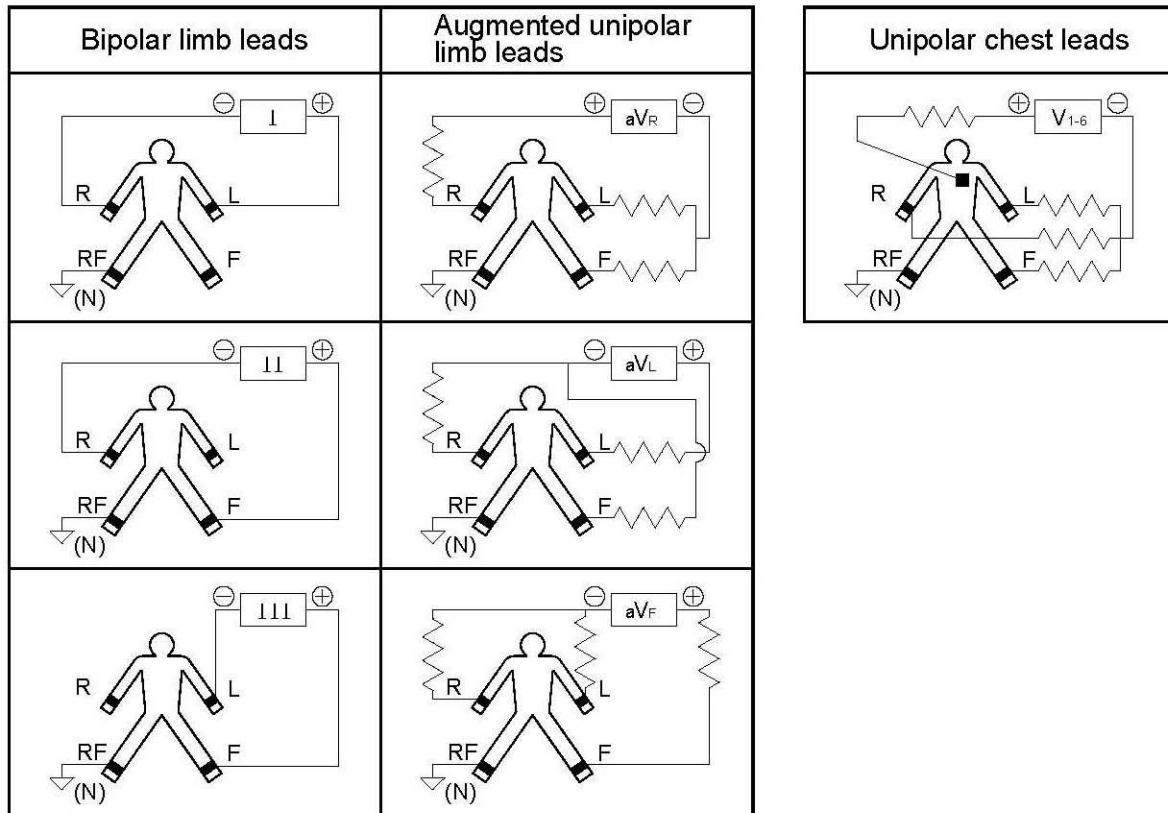 Bipolar limb leads
Augmented unipolar
limb leads
Unipolar chest leads
⊖ I ⊕
R L
RF F
(N)
⊕ aVR ⊖
R L
RF F
(N)
⊕ V1-6 ⊖
R L
RF F
(N)
⊖ II ⊕
R L
RF F
(N)
⊖ aVL ⊕
R L
RF F
(N)
⊖ III ⊕
R L
RF F
(N)
⊖ aVF ⊕
R L
RF F
(N)